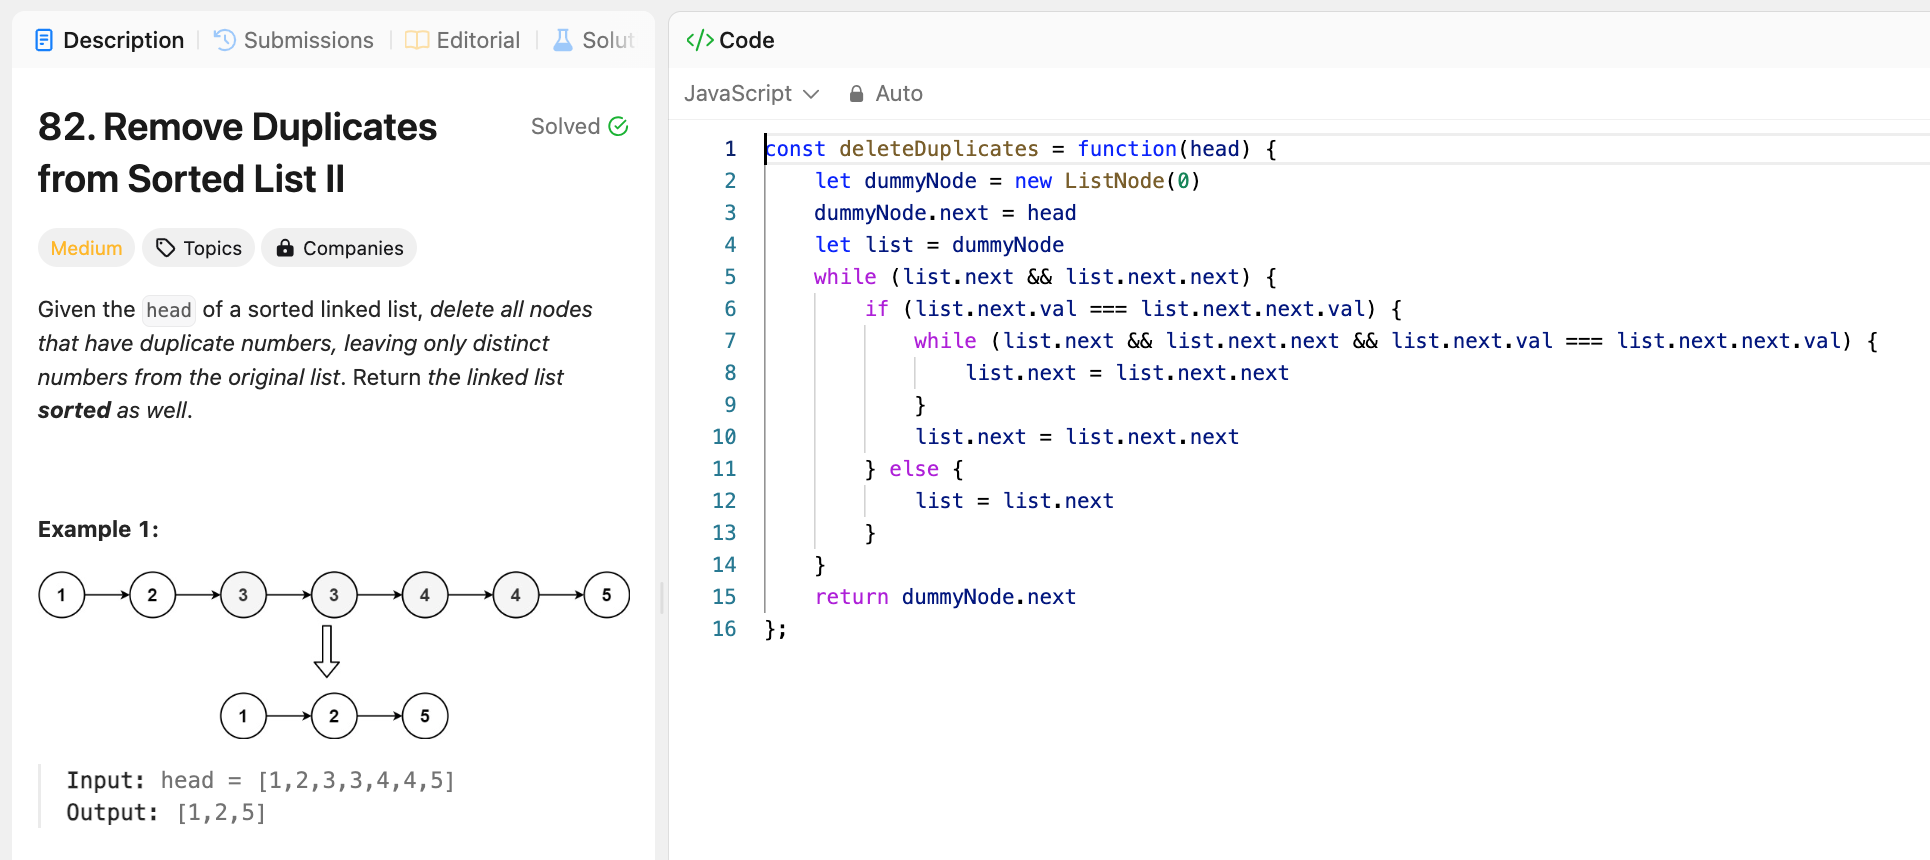 Description
Submissions
Editorial
Solut
82. Remove Duplicates
from Sorted List II
Solved
Medium
Topics
Companies
Given the head of a sorted linked list, delete all nodes
that have duplicate numbers, leaving only distinct
numbers from the original list. Return the linked list
sorted as well.
Example 1:
1 2 3 3 4 4 5
1 2 5
Input: head = [1,2,3,3,4,4,5]
Output: [1,2,5]
</> Code
JavaScript
Auto
1 const deleteDuplicates = function(head) {
2     let dummyNode = new ListNode(0)
3     dummyNode.next = head
4     let list = dummyNode
5     while (list.next && list.next.next) {
6         if (list.next.val === list.next.next.val) {
7             while (list.next && list.next.next && list.next.val === list.next.next.val) {
8                 list.next = list.next.next
9             }
10             list.next = list.next.next
11         } else {
12             list = list.next
13         }
14     }
15     return dummyNode.next
16 };